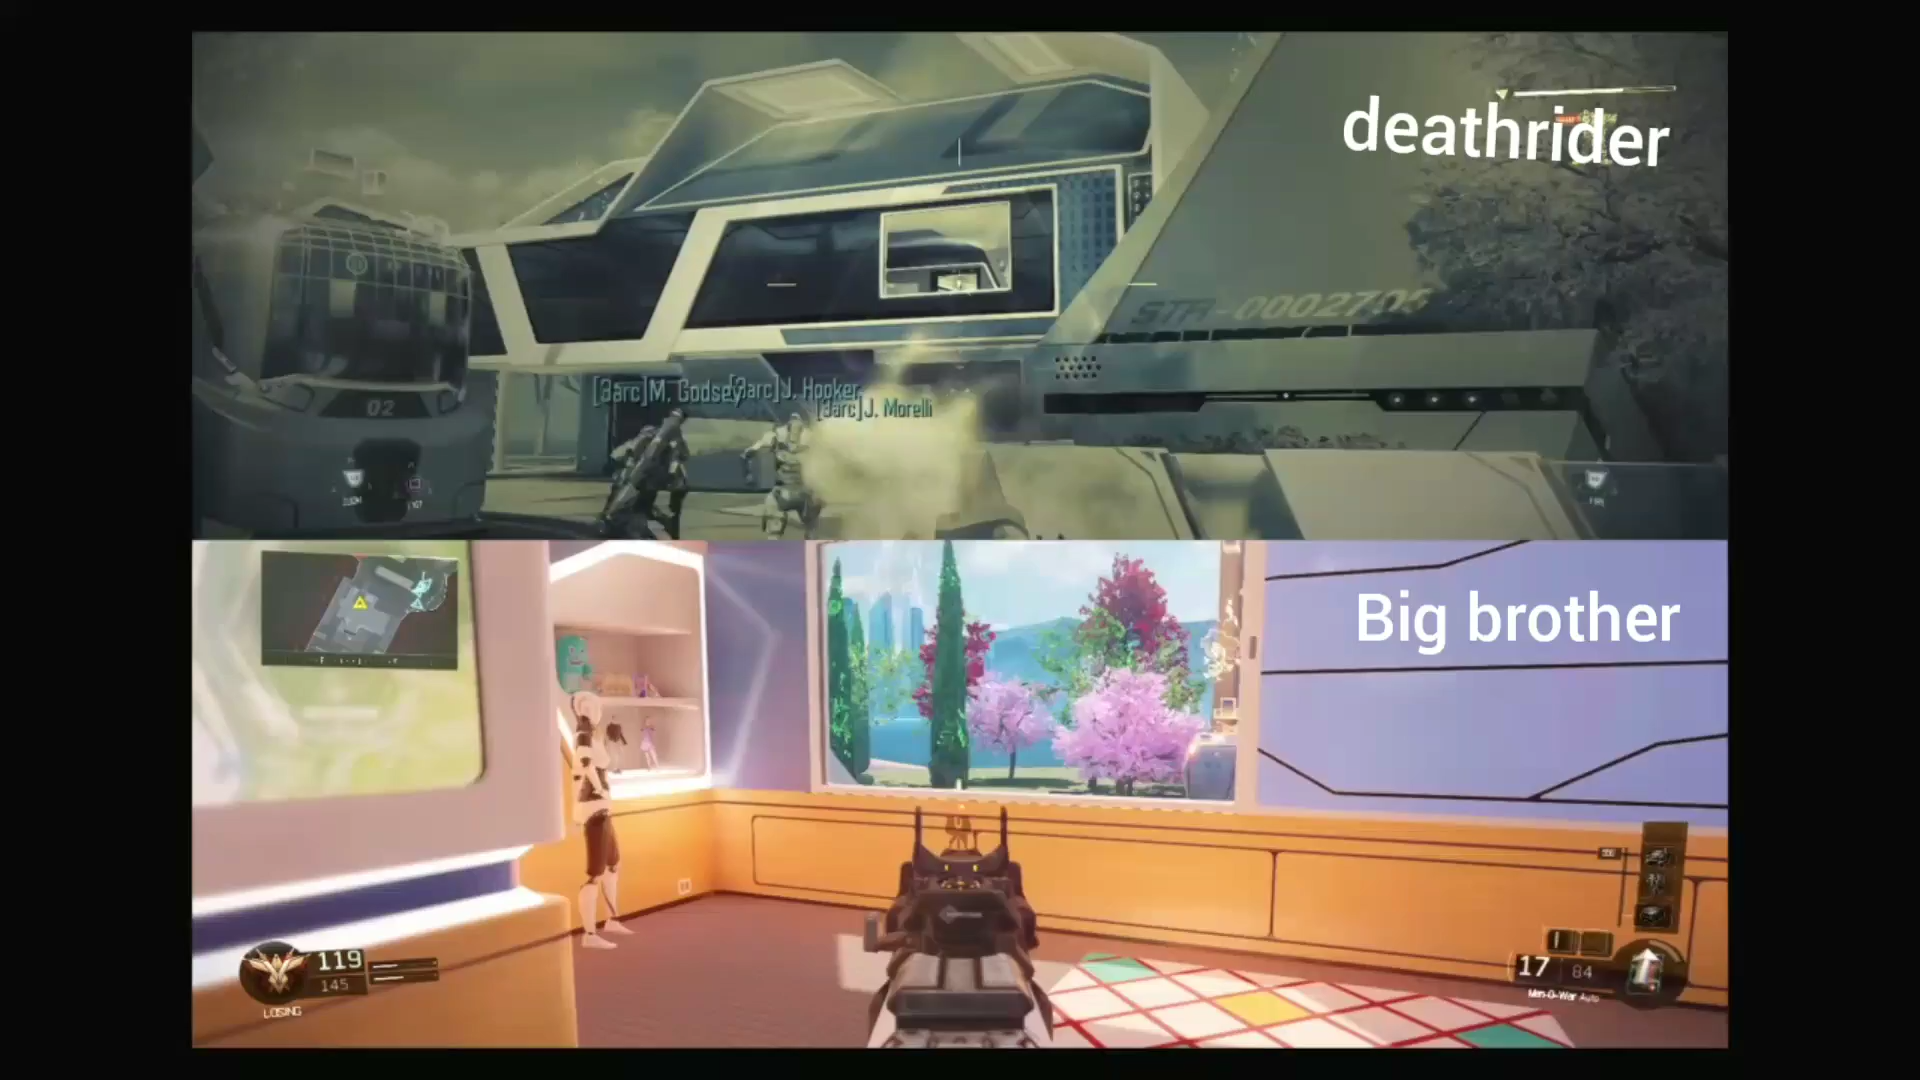 deathrider
STR-0002705
[3arc]M. Godsey
[3arc]J. Hooker
[3arc]J. Morelli
02
ZOOM
Big brother
119
145
LOSING
17
84
Man-O-War Auto